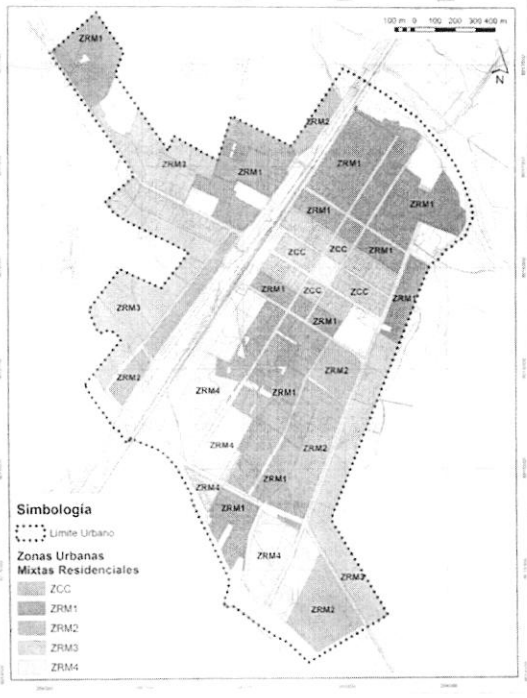 100 m 0 100 200 300 400 m
N
ZRM1
ZRM2
ZRM3
ZRM1
ZRM1
ZRM1
ZRM1
ZCC
ZCC
ZRM1
ZRM1
ZCC
ZCC
ZRM1
ZRM3
ZRM1
ZRM2
ZRM2
ZRM4
ZRM1
ZRM4
ZRM2
ZRM4
ZRM1
ZRM1
ZRM4
ZRM2
Simbología
Limite Urbano
Zonas Urbanas
Mixtas Residenciales
ZCC
ZRM1
ZRM2
ZRM3
ZRM4